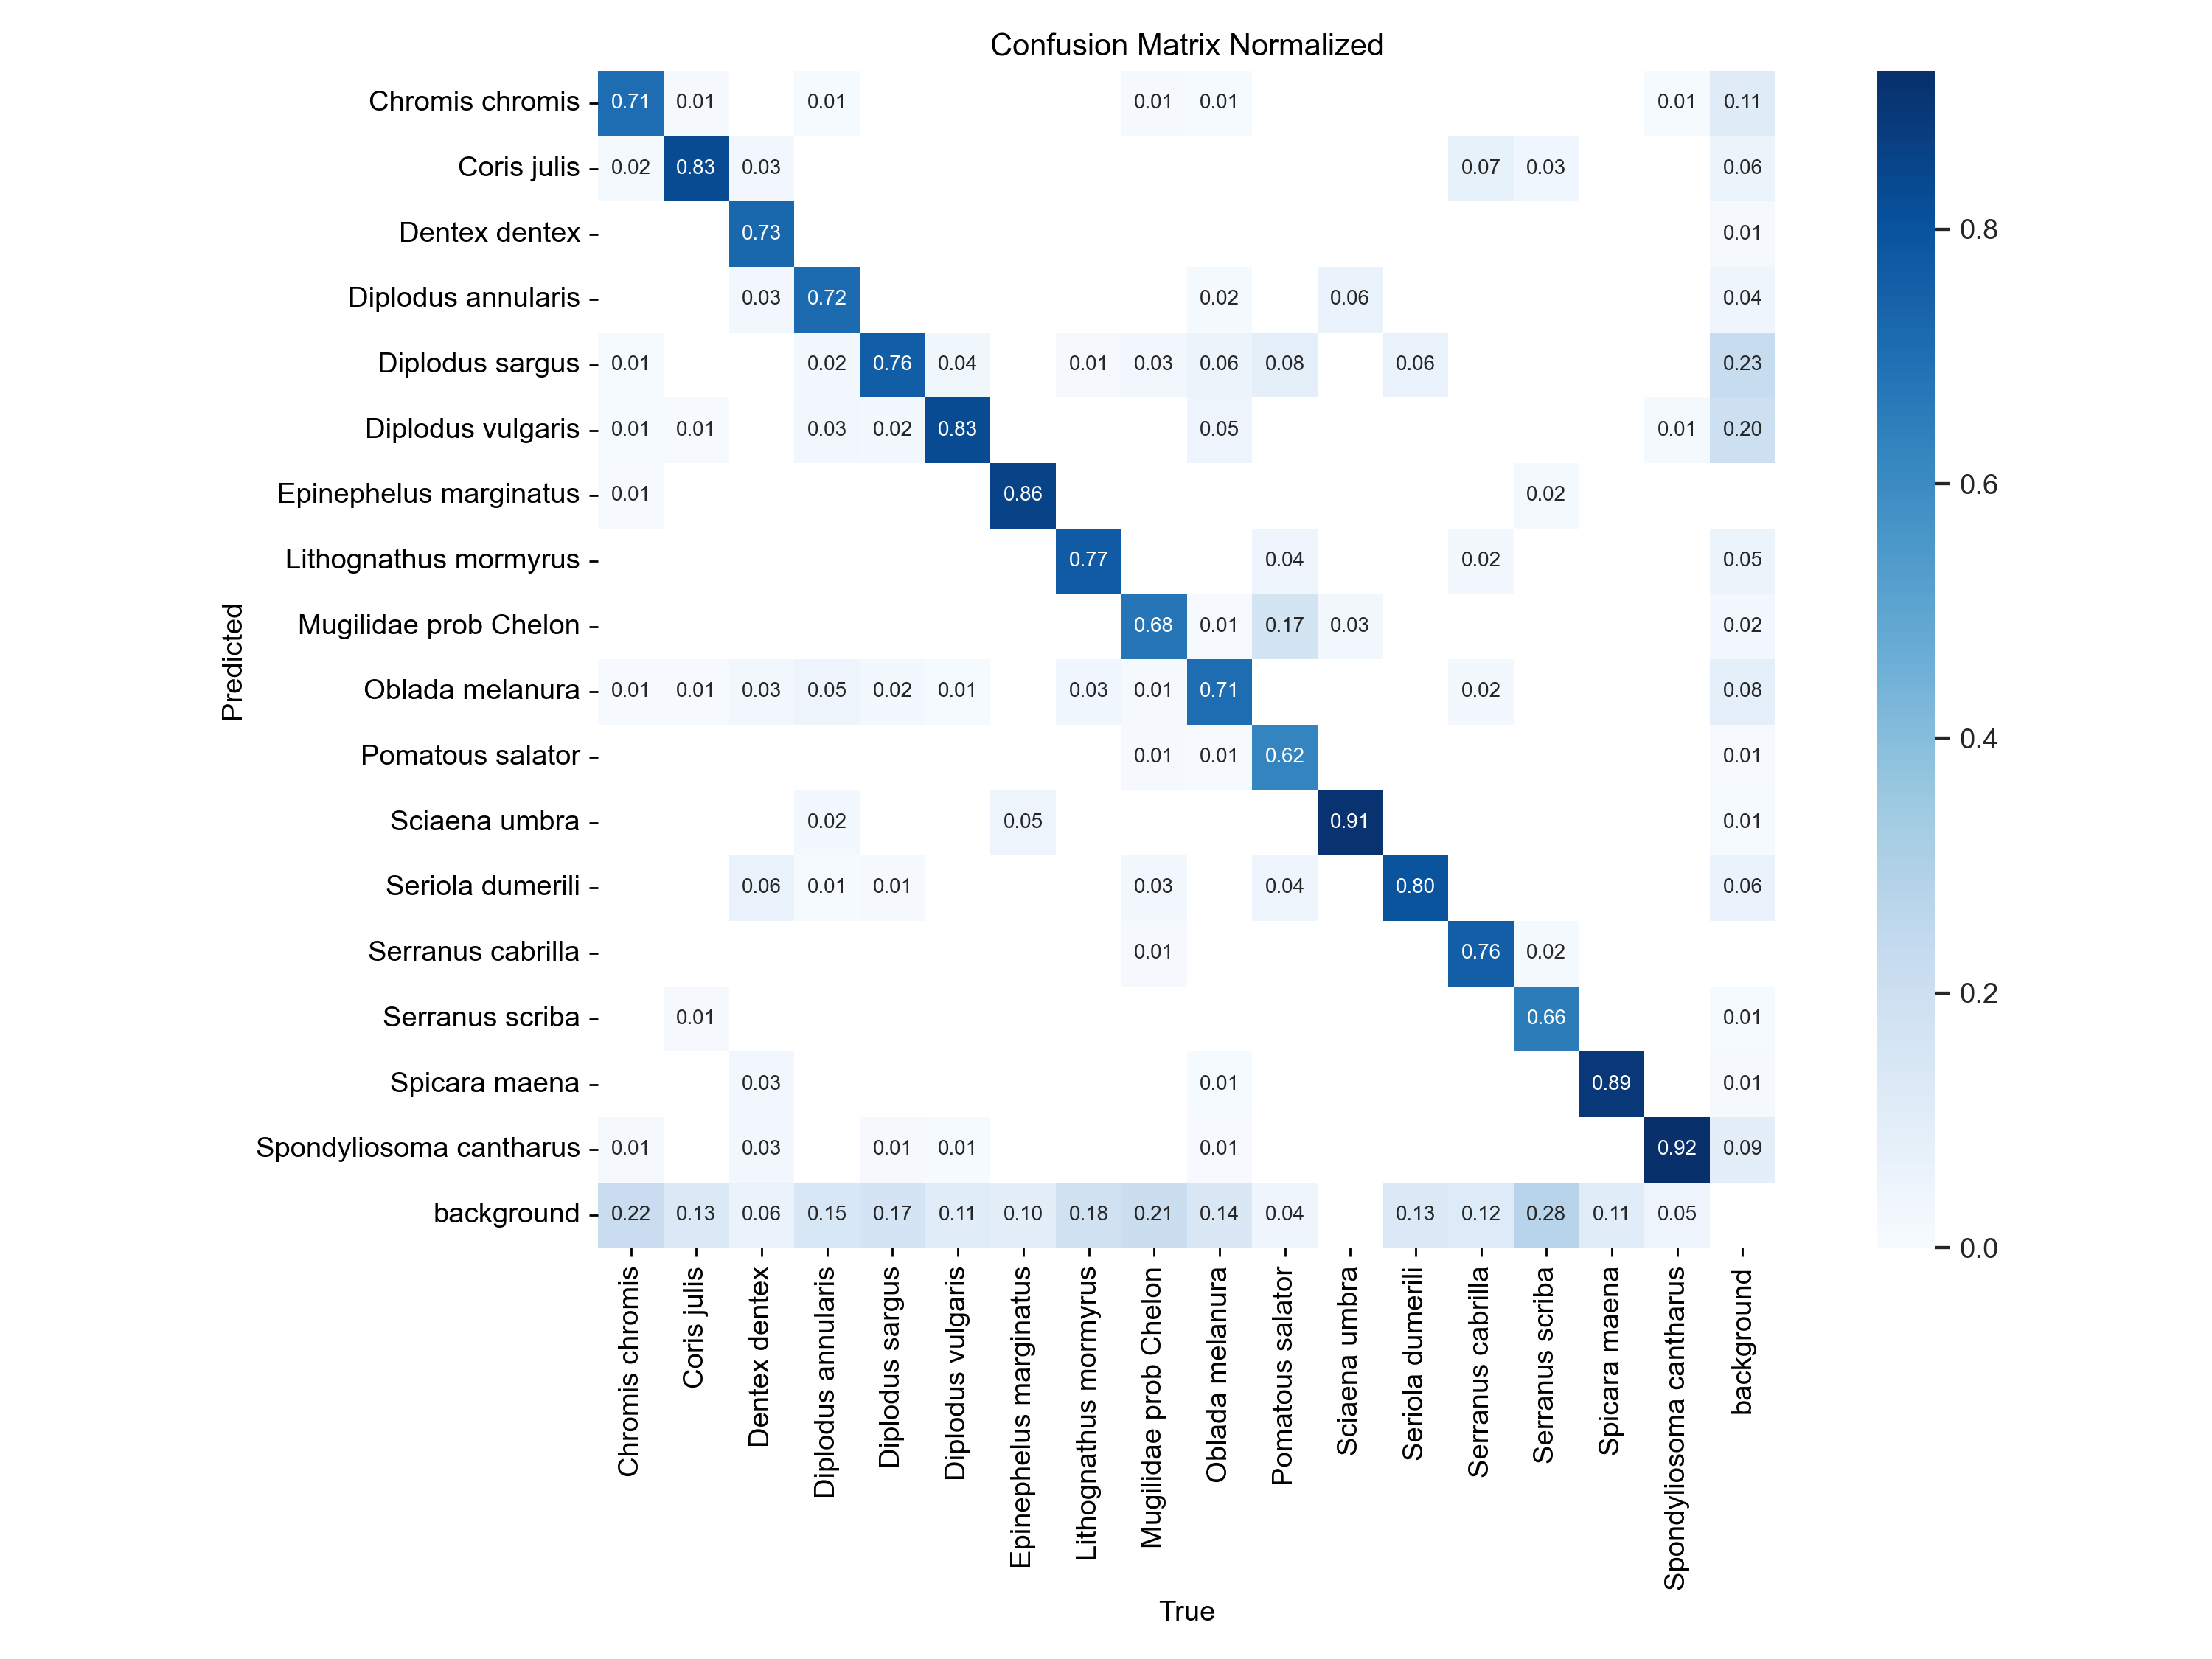 Confusion Matrix Normalized
Chromis chromis 0.71 0.01 0.01 0.01 0.01 0.01 0.11
Coris julis 0.02 0.83 0.03 0.07 0.03 0.06
Dentex dentex 0.73 0.01
Diplodus annularis 0.03 0.72 0.02 0.06 0.04
Diplodus sargus 0.01 0.02 0.76 0.04 0.01 0.03 0.06 0.08 0.06 0.23
Diplodus vulgaris 0.01 0.01 0.03 0.02 0.83 0.05 0.01 0.20
Epinephelus marginatus 0.01 0.86 0.02
Lithognathus mormyrus 0.77 0.04 0.02 0.05
Mugilidae prob Chelon 0.68 0.01 0.17 0.03 0.02
Oblada melanura 0.01 0.01 0.03 0.05 0.02 0.01 0.03 0.01 0.71 0.02 0.08
Pomatous salator 0.01 0.01 0.62 0.01
Sciaena umbra 0.02 0.05 0.91 0.01
Seriola dumerili 0.06 0.01 0.01 0.03 0.04 0.80 0.06
Serranus cabrilla 0.01 0.76 0.02
Serranus scriba 0.01 0.66 0.01
Spicara maena 0.03 0.01 0.89 0.01
Spondyliosoma cantharus 0.01 0.03 0.01 0.01 0.01 0.92 0.09
background 0.22 0.13 0.06 0.15 0.17 0.11 0.10 0.18 0.21 0.14 0.04 0.13 0.12 0.28 0.11 0.05
Predicted
Chromis chromis
Coris julis
Dentex dentex
Diplodus annularis
Diplodus sargus
Diplodus vulgaris
Epinephelus marginatus
Lithognathus mormyrus
Mugilidae prob Chelon
Oblada melanura
Pomatous salator
Sciaena umbra
Seriola dumerili
Serranus cabrilla
Serranus scriba
Spicara maena
Spondyliosoma cantharus
background
True
0.8
0.6
0.4
0.2
0.0